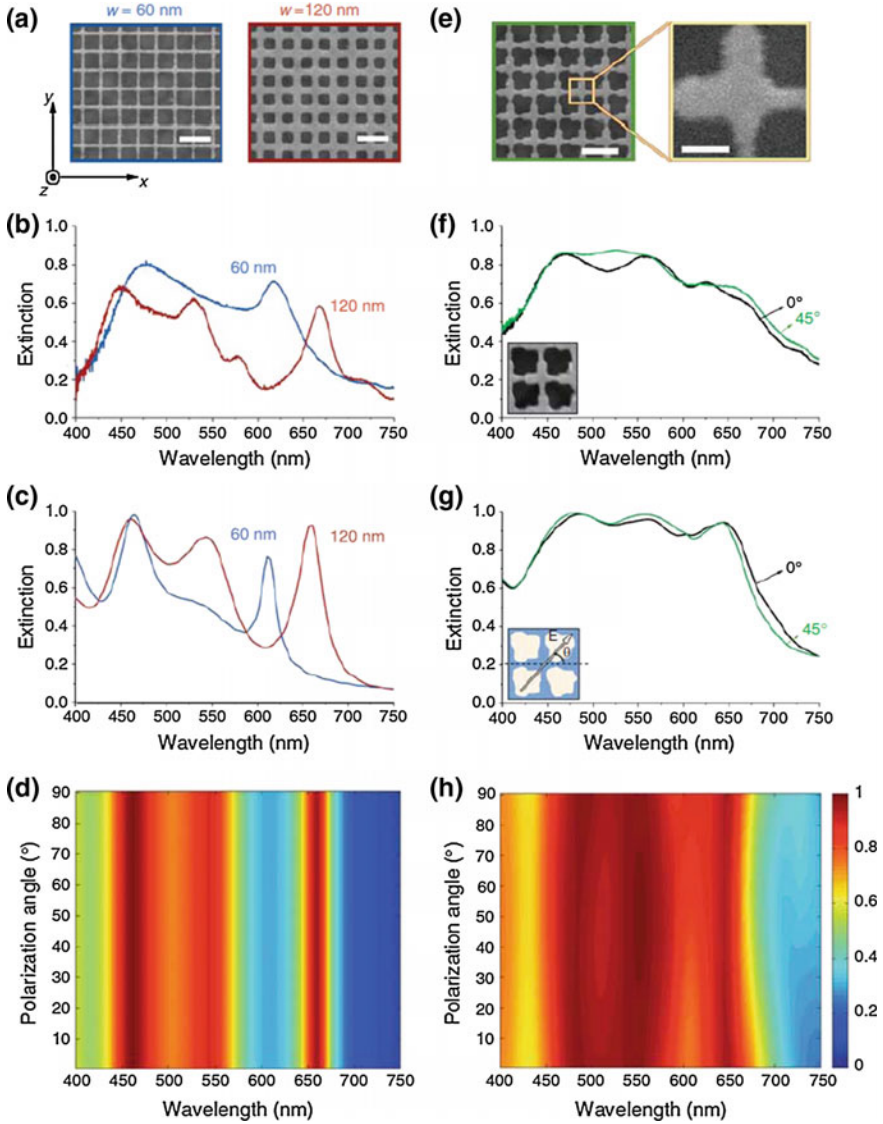 (a)
w = 60 nm
w = 120 nm
y
z
x
(e)
(b)
Extinction
1.0
0.8
0.6
0.4
0.2
0.0
60 nm
120 nm
400 450 500 550 600 650 700 750
Wavelength (nm)
(f)
Extinction
1.0
0.8
0.6
0.4
0.2
0.0
0°
45°
400 450 500 550 600 650 700 750
Wavelength (nm)
(c)
Extinction
1.0
0.8
0.6
0.4
0.2
0.0
60 nm
120 nm
400 450 500 550 600 650 700 750
Wavelength (nm)
(g)
Extinction
1.0
0.8
0.6
0.4
0.2
0.0
0°
45°
E
θ
400 450 500 550 600 650 700 750
Wavelength (nm)
(d)
Polarization angle (°)
90
80
70
60
50
40
30
20
10
400 450 500 550 600 650 700 750
Wavelength (nm)
(h)
Polarization angle (°)
90
80
70
60
50
40
30
20
10
400 450 500 550 600 650 700 750
Wavelength (nm)
1
0.8
0.6
0.4
0.2
0